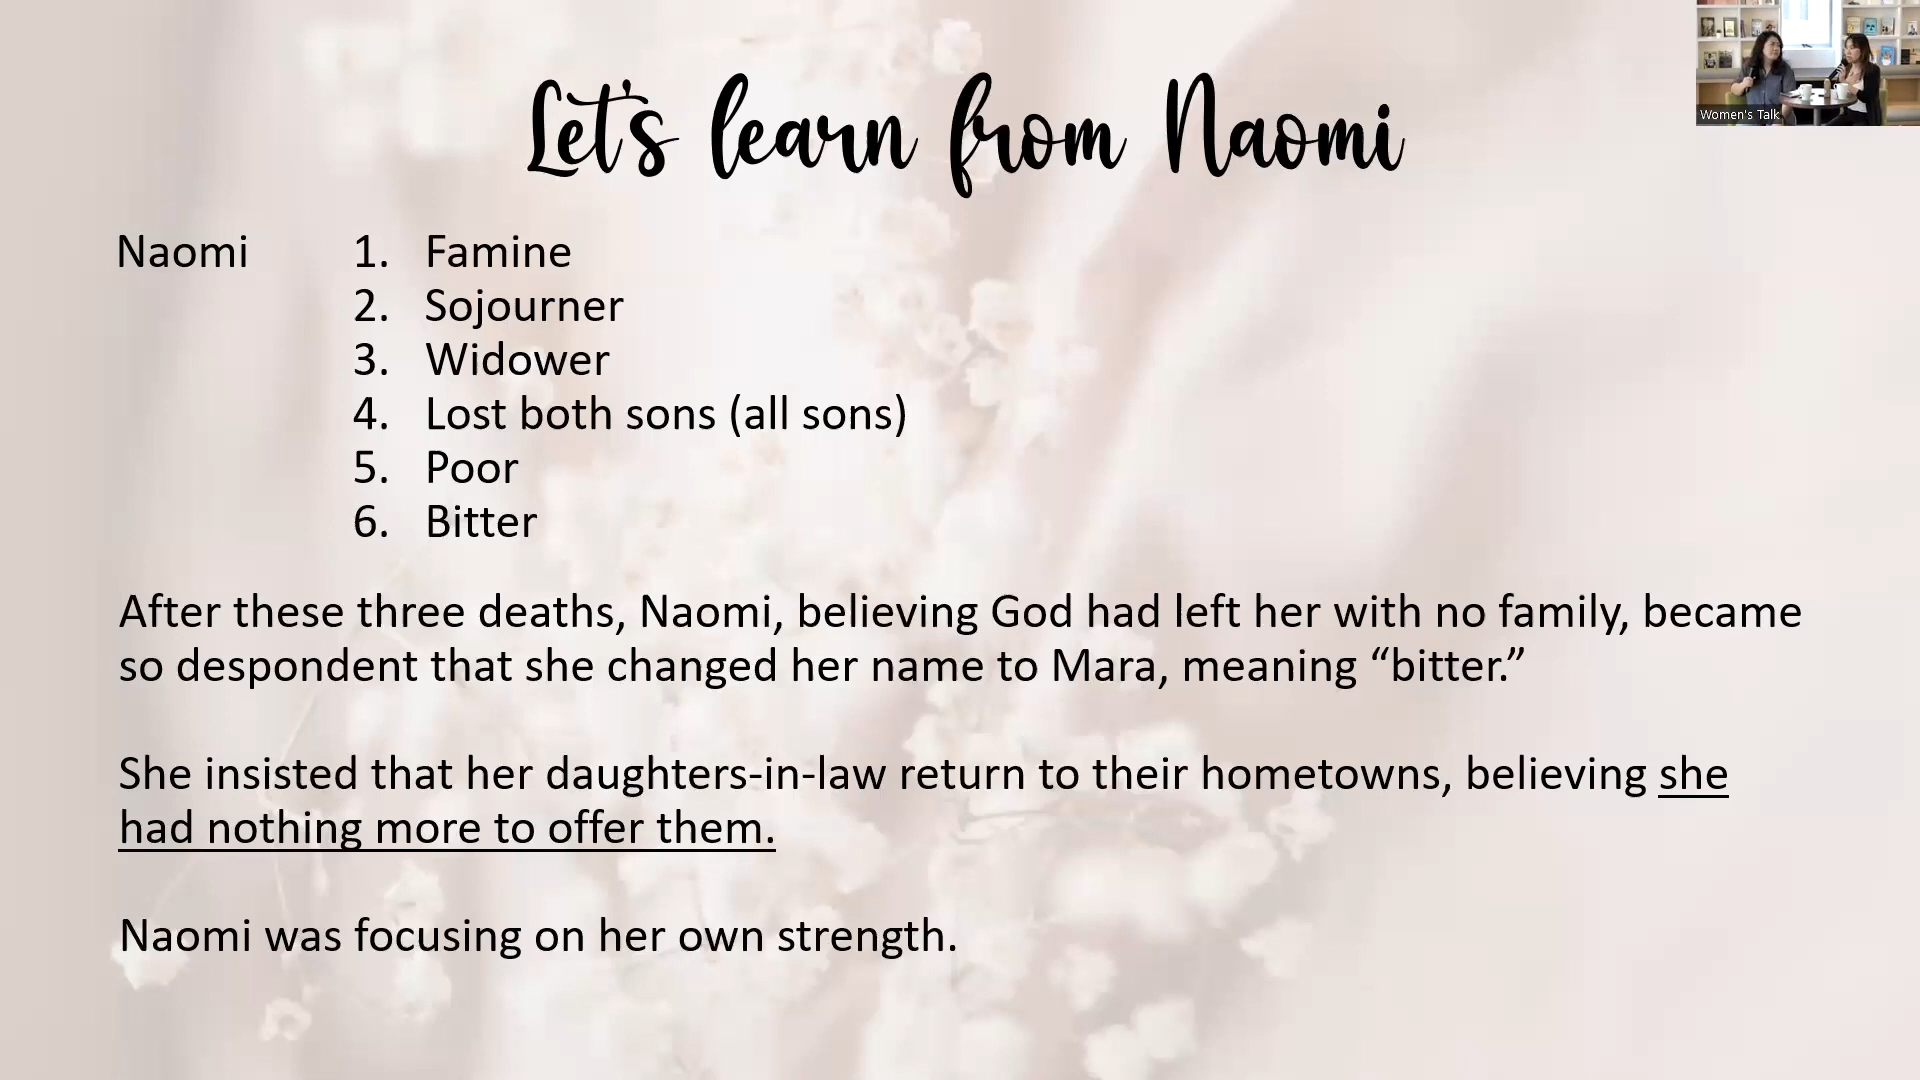 Let's learn from Naomi
Women's Talk
Naomi 1. Famine
2. Sojourner
3. Widower
4. Lost both sons (all sons)
5. Poor
6. Bitter
After these three deaths, Naomi, believing God had left her with no family, became
so despondent that she changed her name to Mara, meaning “bitter.”
She insisted that her daughters-in-law return to their hometowns, believing she
had nothing more to offer them.
Naomi was focusing on her own strength.